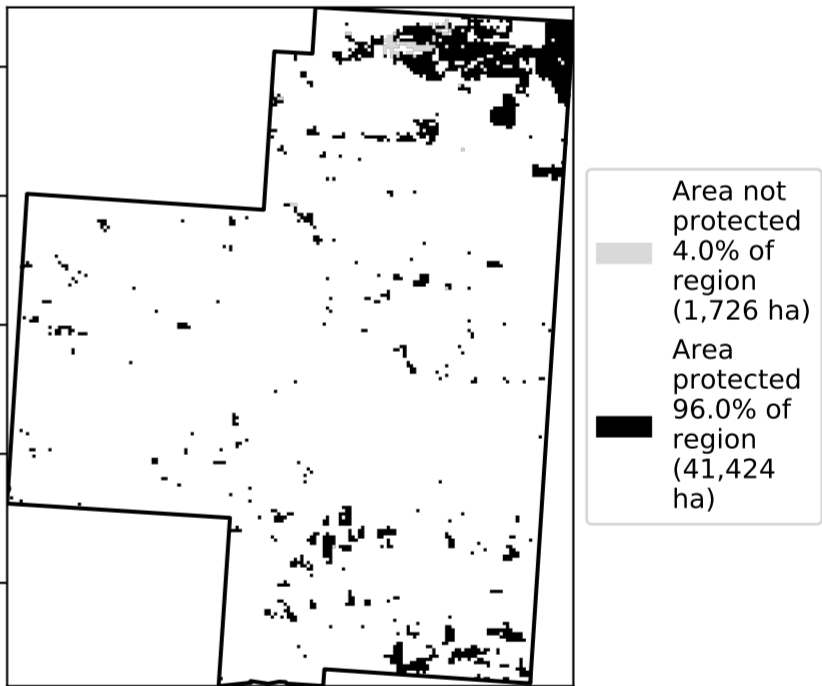 Area not
protected
4.0% of
region
(1,726 ha)
Area
protected
96.0% of
region
(41,424
ha)